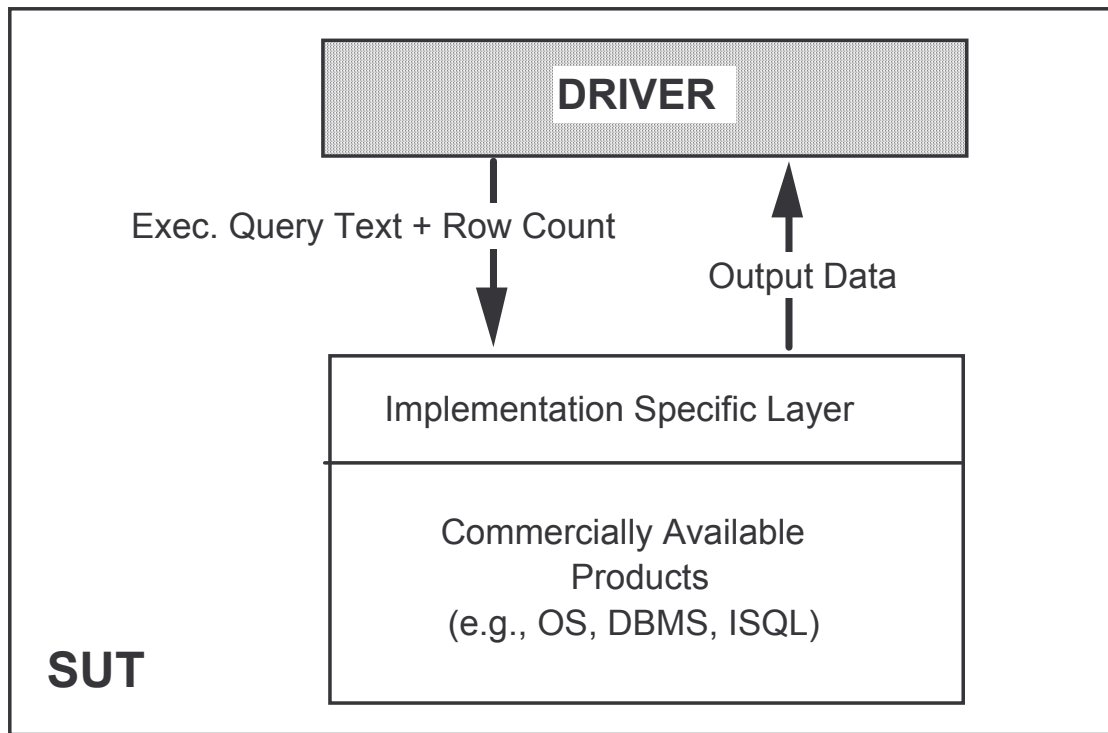 DRIVER
Exec. Query Text + Row Count
Output Data
Implementation Specific Layer
Commercially Available
Products
(e.g., OS, DBMS, ISQL)
SUT